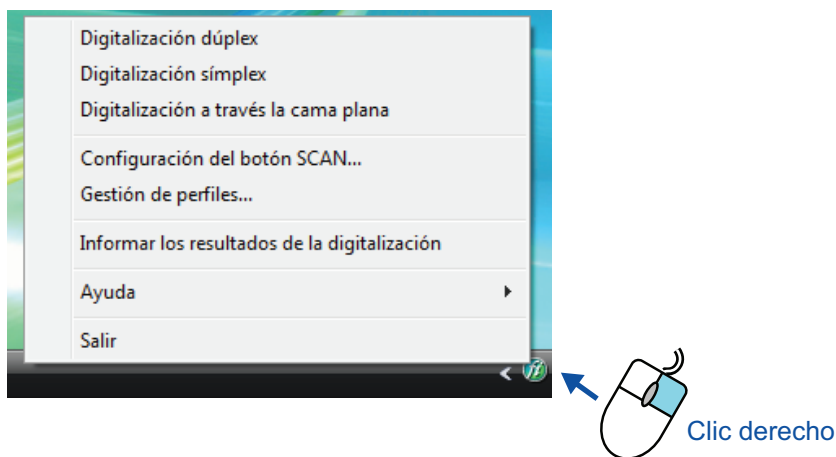 Digitalización dúplex
Digitalización símplex
Digitalización a través la cama plana
Configuración del botón SCAN...
Gestión de perfiles...
Informar los resultados de la digitalización
Ayuda
Salir
Clic derecho